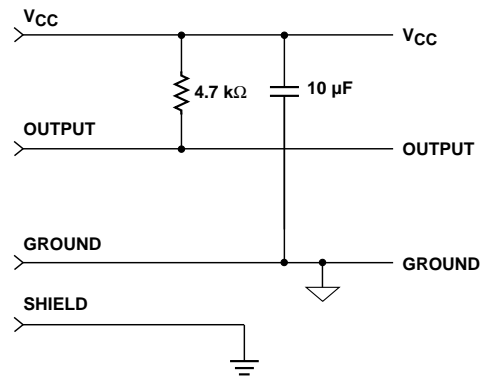 VCC
VCC
4.7 kΩ
10 µF
OUTPUT
OUTPUT
GROUND
GROUND
SHIELD